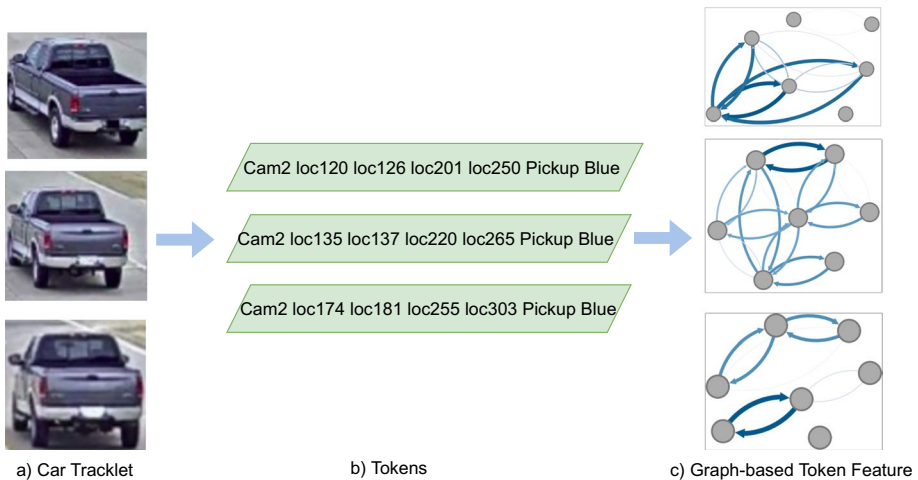 Cam2 loc120 loc126 loc201 loc250 Pickup Blue
Cam2 loc135 loc137 loc220 loc265 Pickup Blue
Cam2 loc174 loc181 loc255 loc303 Pickup Blue
a) Car Tracklet
b) Tokens
c) Graph-based Token Feature